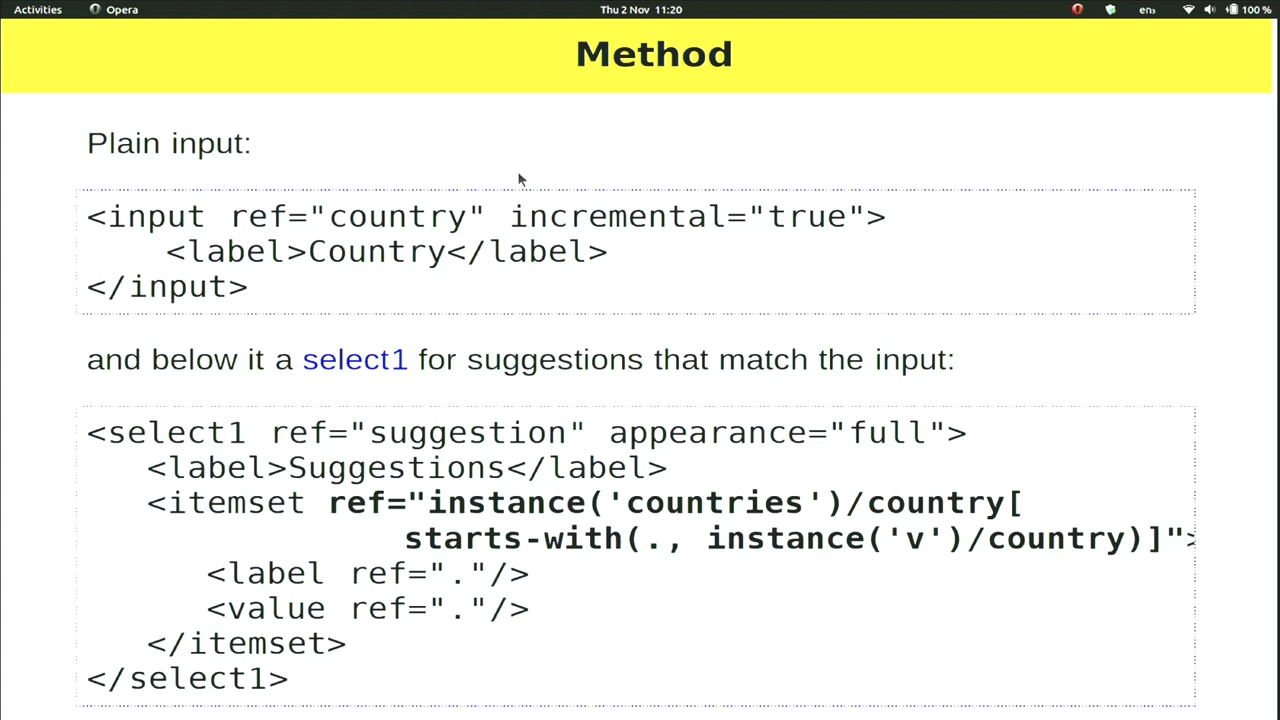 Activities Opera Thu 2 Nov 11:20 en₃ 100 %
Method
Plain input:
<input ref="country" incremental="true">
<label>Country</label>
</input>
and below it a select1 for suggestions that match the input:
<select1 ref="suggestion" appearance="full">
<label>Suggestions</label>
<itemset ref="instance('countries')/country[
starts-with(., instance('v')/country)]">
<label ref="."/>
<value ref="."/>
</itemset>
</select1>